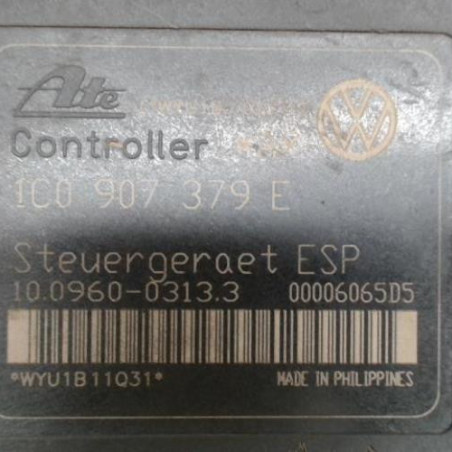 Ate
Controller
1C0 907 379 E
Steuergeraet ESP
10.0960-0313.3 00006065D5
*WYU1B11Q31*
MADE IN PHILIPPINES